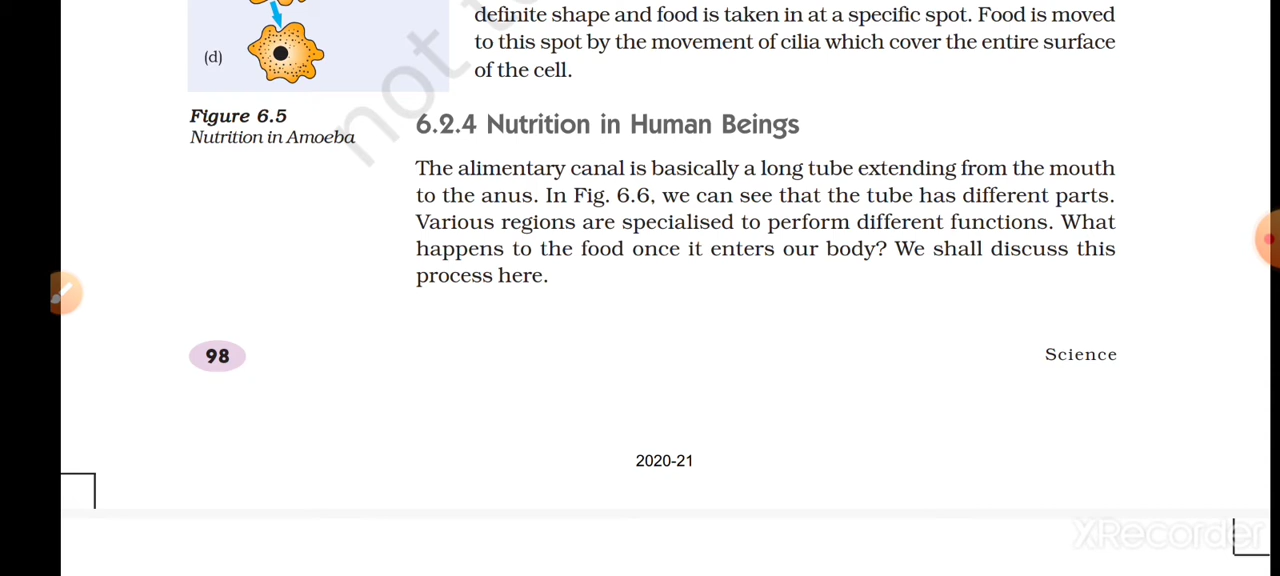 definite shape and food is taken in at a specific spot. Food is moved
to this spot by the movement of cilia which cover the entire surface
of the cell.
(d)
Figure 6.5
Nutrition in Amoeba
6.2.4 Nutrition in Human Beings
The alimentary canal is basically a long tube extending from the mouth
to the anus. In Fig. 6.6, we can see that the tube has different parts.
Various regions are specialised to perform different functions. What
happens to the food once it enters our body? We shall discuss this
process here.
98
Science
2020-21
not to
XRecorder